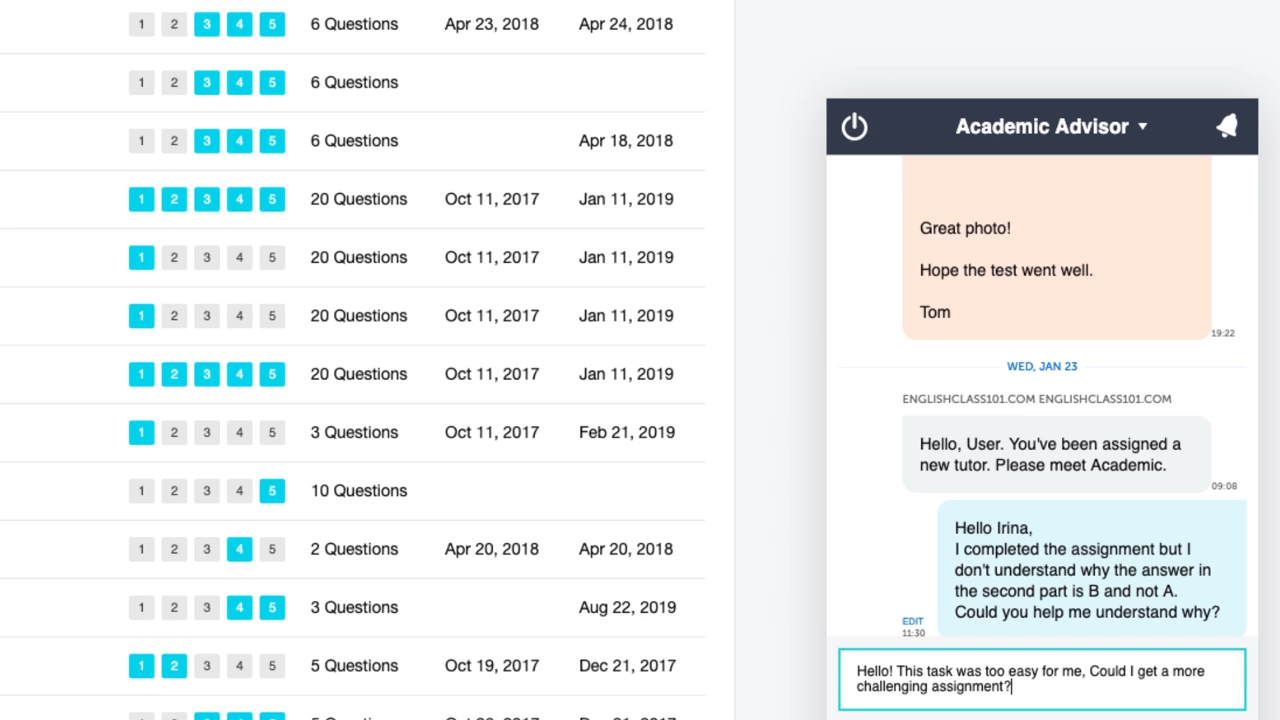 1 2 3 4 5 6 Questions Apr 23, 2018 Apr 24, 2018
1 2 3 4 5 6 Questions
1 2 3 4 5 6 Questions Apr 18, 2018
1 2 3 4 5 20 Questions Oct 11, 2017 Jan 11, 2019
1 2 3 4 5 20 Questions Oct 11, 2017 Jan 11, 2019
1 2 3 4 5 20 Questions Oct 11, 2017 Jan 11, 2019
1 2 3 4 5 20 Questions Oct 11, 2017 Jan 11, 2019
1 2 3 4 5 3 Questions Oct 11, 2017 Feb 21, 2019
1 2 3 4 5 10 Questions
1 2 3 4 5 2 Questions Apr 20, 2018 Apr 20, 2018
1 2 3 4 5 3 Questions Aug 22, 2019
1 2 3 4 5 5 Questions Oct 19, 2017 Dec 21, 2017
Academic Advisor
Great photo!
Hope the test went well.
Tom
19:22
WED, JAN 23
ENGLISHCLASS101.COM ENGLISHCLASS101.COM
Hello, User. You've been assigned a
new tutor. Please meet Academic.
09:08
Hello Irina,
I completed the assignment but I
don't understand why the answer in
the second part is B and not A.
Could you help me understand why?
EDIT
11:30
Hello! This task was too easy for me, Could I get a more
challenging assignment?